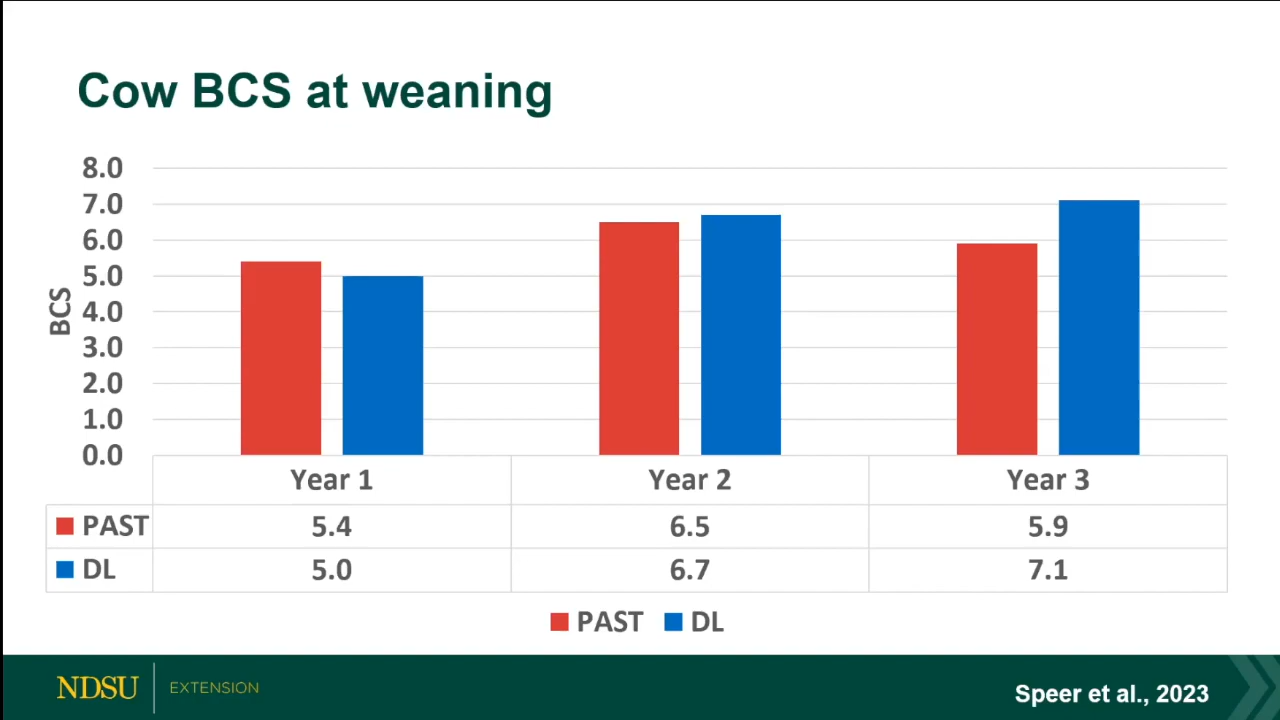 Cow BCS at weaning
8.0
7.0
6.0
5.0
4.0
3.0
2.0
1.0
0.0
BCS
Year 1 Year 2 Year 3
PAST 5.4 6.5 5.9
DL 5.0 6.7 7.1
PAST DL
NDSU EXTENSION
Speer et al., 2023